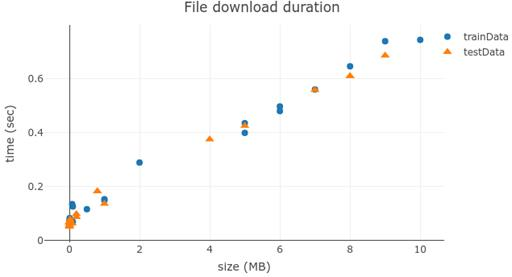 File download duration
trainData
testData
time (sec)
0.6
0.4
0.2
0
0
2
4
6
8
10
size (MB)